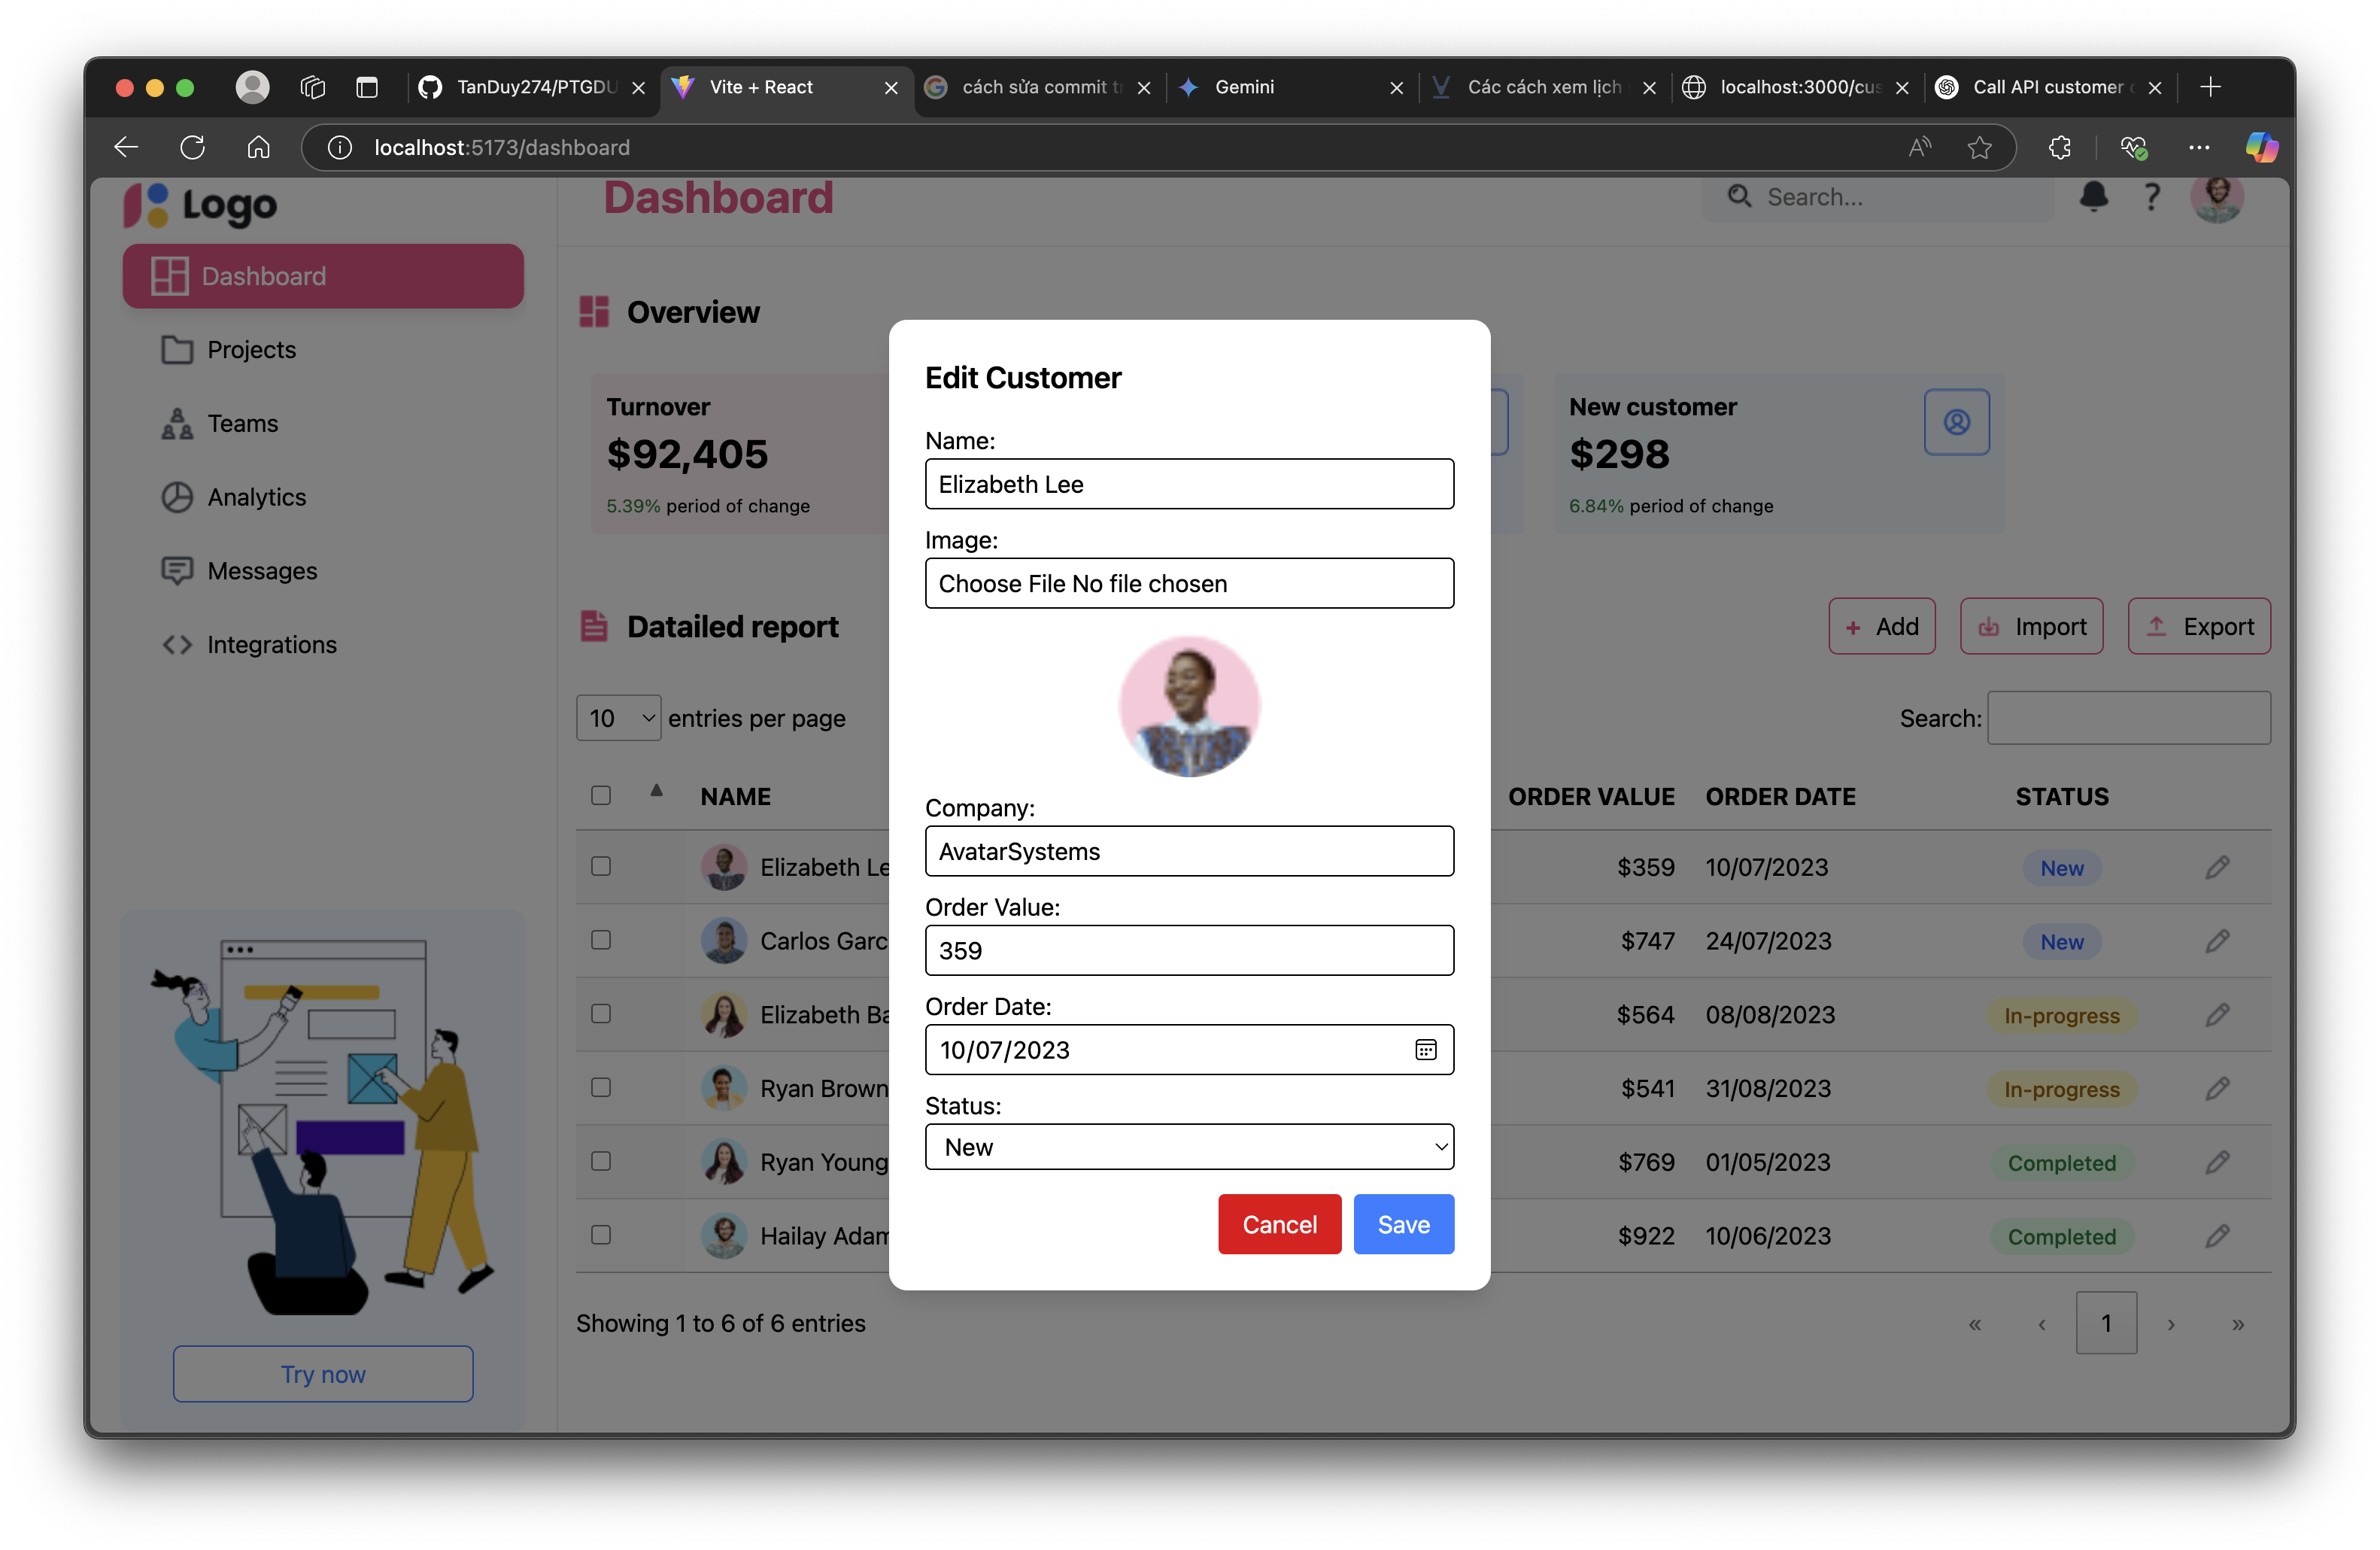 TanDuy274/PTGDU
Vite + React
cách sửa commit tr
Gemini
Các cách xem lịch
localhost:3000/cus
Call API customer
localhost:5173/dashboard
Logo
Dashboard
Search...
?
Dashboard
Projects
Teams
Analytics
Messages
Integrations
Try now
Overview
Turnover
$92,405
5.39% period of change
New customer
$298
6.84% period of change
Datailed report
+ Add
Import
Export
10 entries per page
Search:
NAME ORDER VALUE ORDER DATE STATUS
Elizabeth Le $359 10/07/2023 New
Carlos Garc $747 24/07/2023 New
Elizabeth Ba $564 08/08/2023 In-progress
Ryan Brown $541 31/08/2023 In-progress
Ryan Young $769 01/05/2023 Completed
Hailay Adam $922 10/06/2023 Completed
Showing 1 to 6 of 6 entries
« ‹ 1 › »
Edit Customer
Name:
Elizabeth Lee
Image:
Choose File No file chosen
Company:
AvatarSystems
Order Value:
359
Order Date:
10/07/2023
Status:
New
Cancel
Save